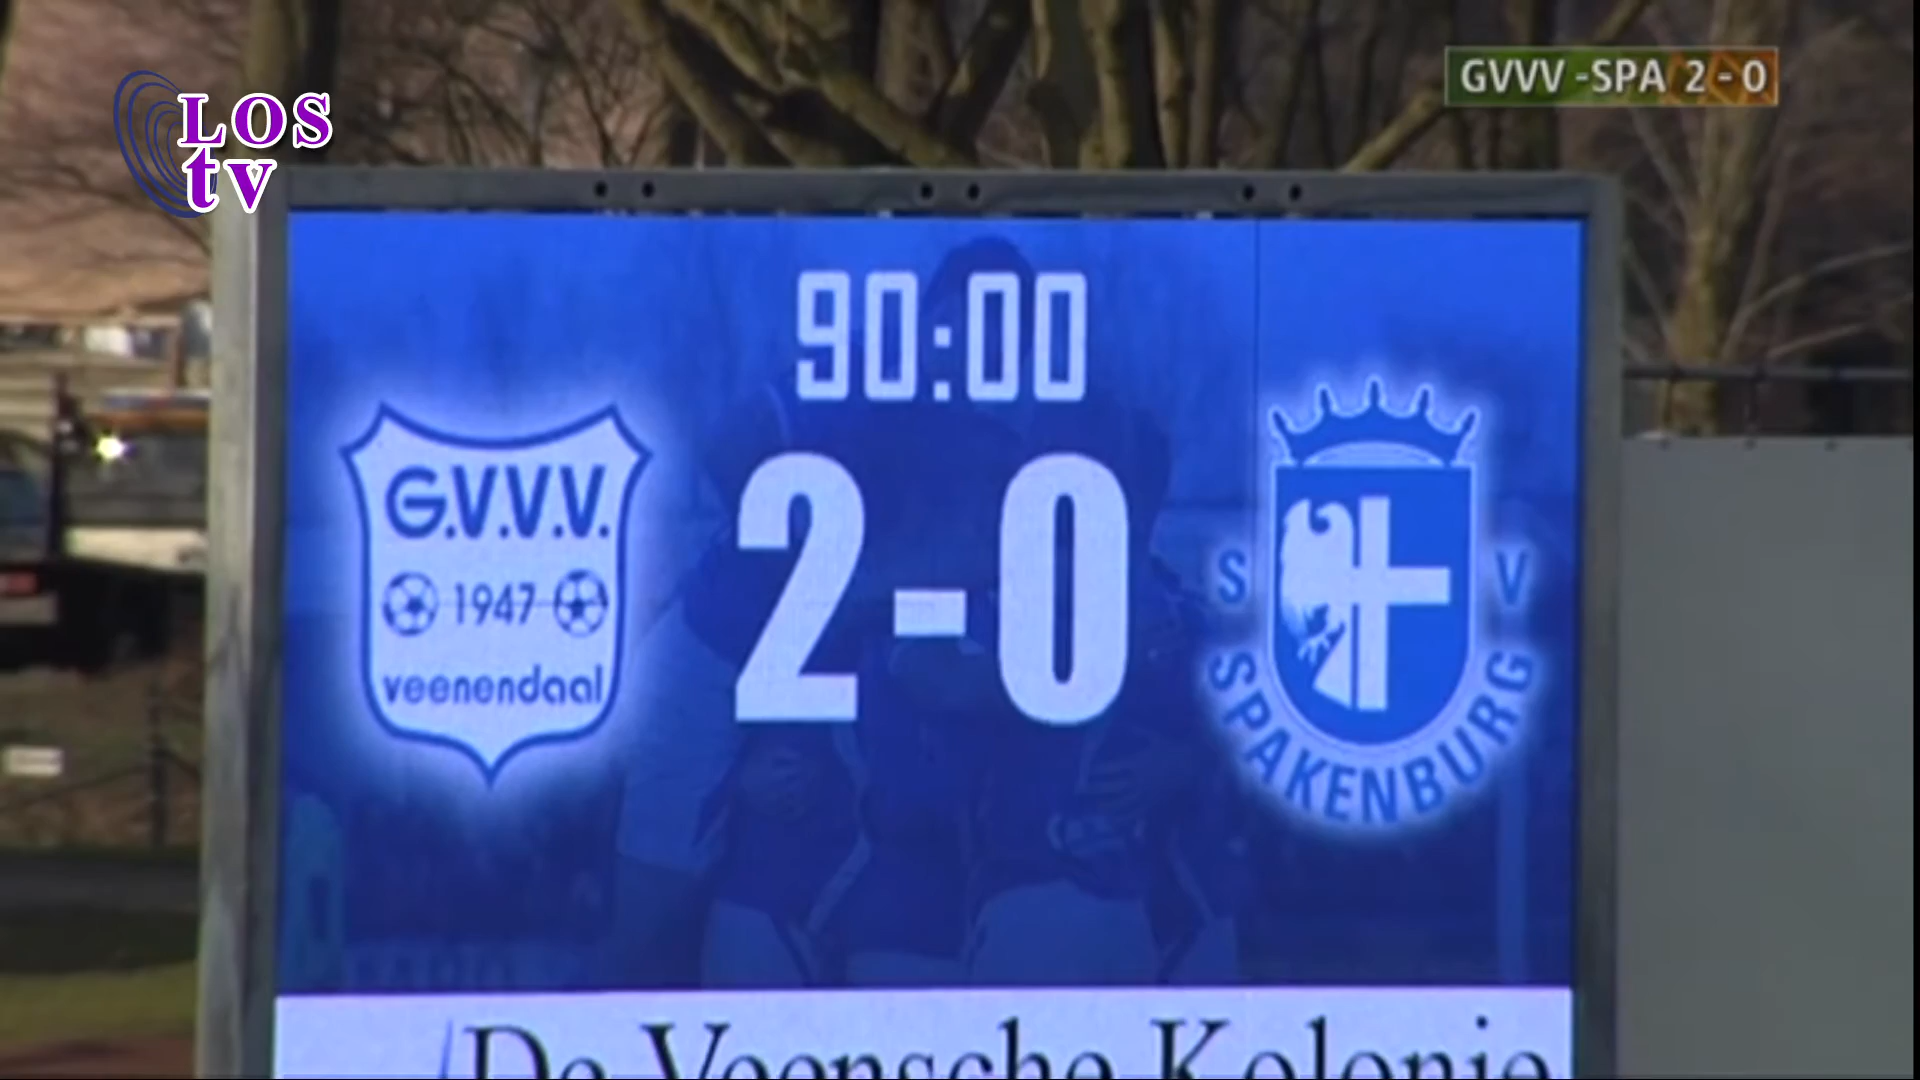 LOS
tv
GVVV -SPA 2-0
90:00
2-0
G.V.V.V.
1947
veenendaal
S V
SPAKENBURG
De Veensche Kolonie